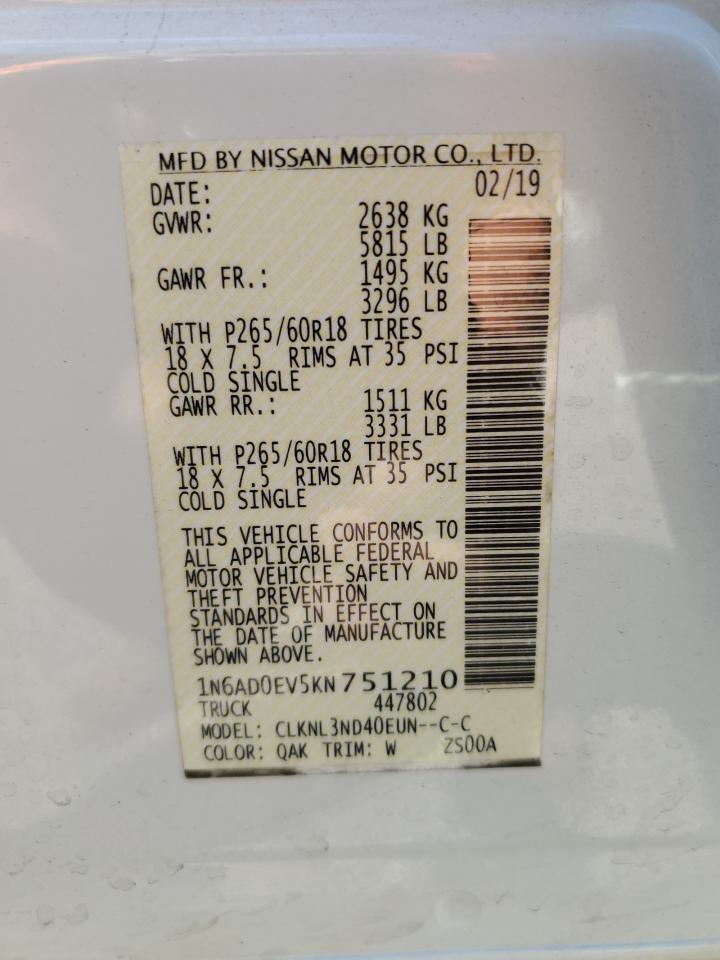 MFD BY NISSAN MOTOR CO., LTD.
DATE: 02/19
GVWR: 2638 KG
5815 LB
GAWR FR.: 1495 KG
3296 LB
WITH P265/60R18 TIRES
18 X 7.5 RIMS AT 35 PSI
COLD SINGLE
GAWR RR.: 1511 KG
3331 LB
WITH P265/60R18 TIRES
18 X 7.5 RIMS AT 35 PSI
COLD SINGLE
THIS VEHICLE CONFORMS TO
ALL APPLICABLE FEDERAL
MOTOR VEHICLE SAFETY AND
THEFT PREVENTION
STANDARDS IN EFFECT ON
THE DATE OF MANUFACTURE
SHOWN ABOVE.
1N6AD0EV5KN751210
TRUCK 447802
MODEL: CLKNL3ND40EUN--C-C
COLOR: QAK TRIM: W ZS00A